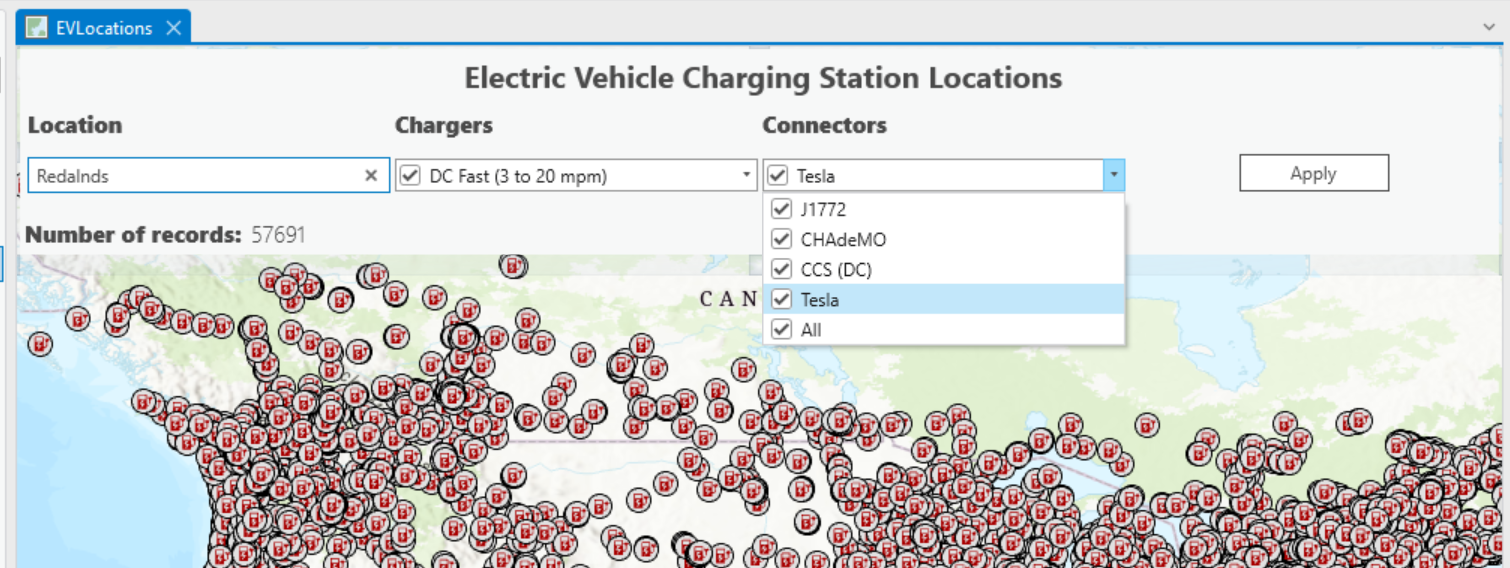 EVLocations
Electric Vehicle Charging Station Locations
Location Chargers Connectors
Redalnds DC Fast (3 to 20 mpm) Tesla Apply
J1772
Number of records: 57691
CHAdeMO
CCS (DC)
CAN
Tesla
All